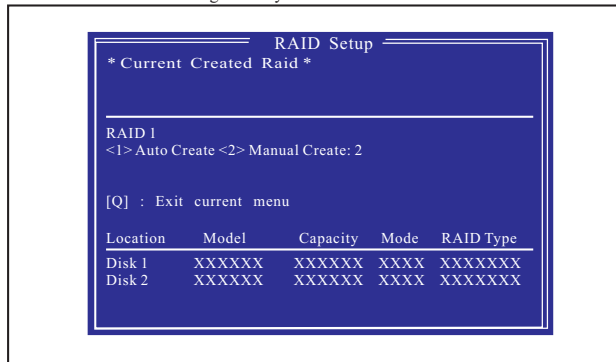 RAID Setup
* Current Created Raid *
RAID 1
<1> Auto Create <2> Manual Create: 2
[Q] : Exit current menu
Location Model Capacity Mode RAID Type
Disk 1 XXXXXX XXXXXX XXXX XXXXXXX
Disk 2 XXXXXX XXXXXX XXXX XXXXXXX